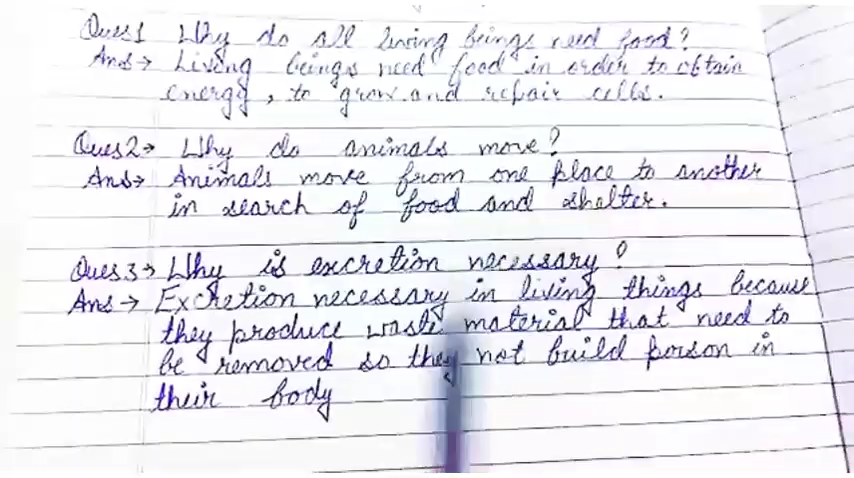 Ques1 Why do all living beings need food?
Ans→ Living beings need food in order to obtain
energy, to grow and repair cells.
Ques2→ Why do animals move?
Ans→ Animals move from one place to another
in search of food and shelter.
Ques3→ Why is excretion necessary?
Ans→ Excretion necessary in living things because
they produce waste material that need to
be removed so they not build poison in
their body